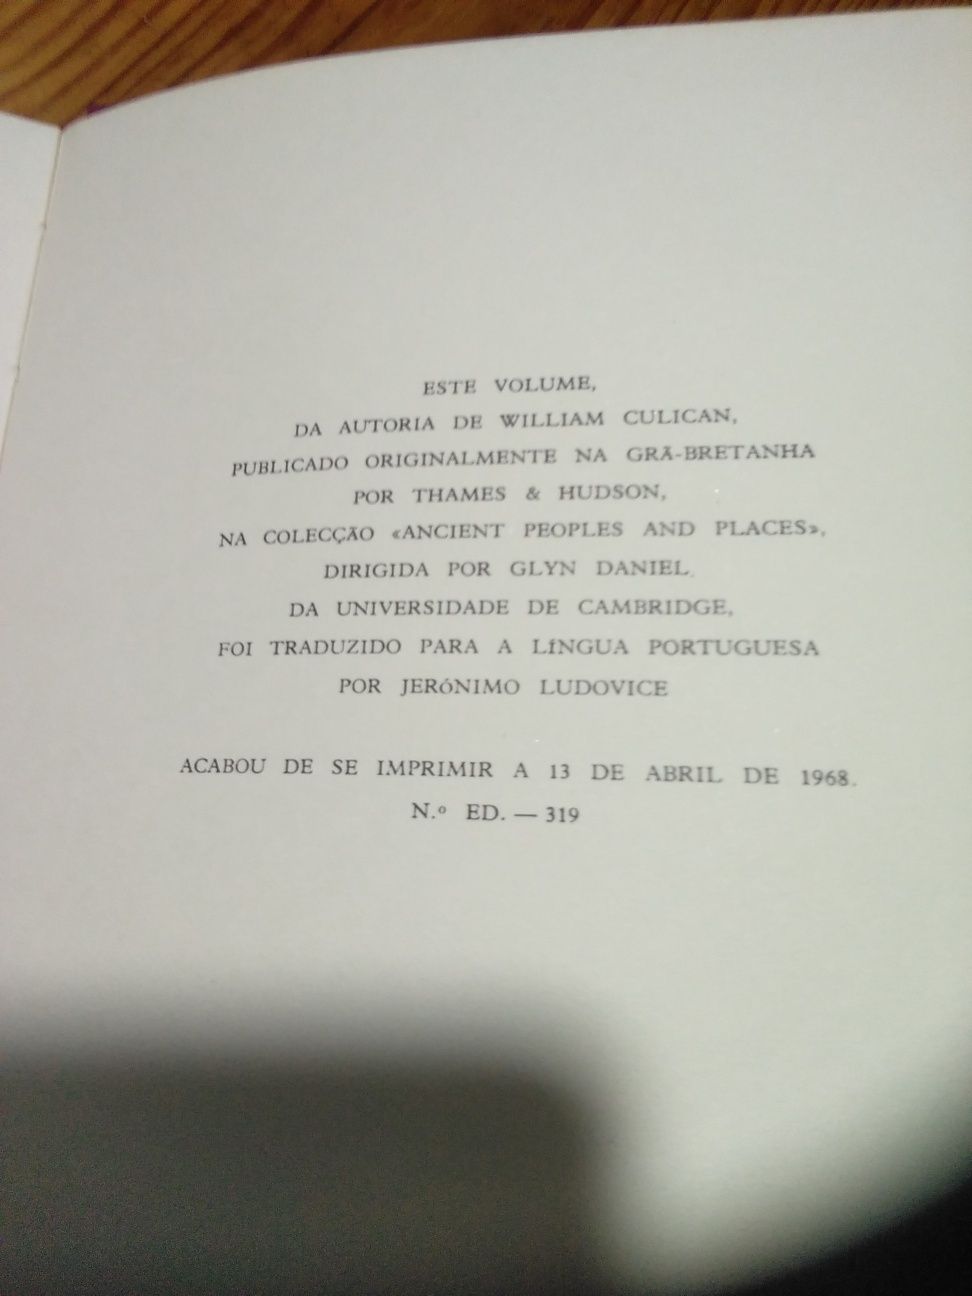 ESTE VOLUME,
DA AUTORIA DE WILLIAM CULICAN,
PUBLICADO ORIGINALMENTE NA GRÃ-BRETANHA
POR THAMES & HUDSON,
NA COLECÇÃO «ANCIENT PEOPLES AND PLACES»,
DIRIGIDA POR GLYN DANIEL,
DA UNIVERSIDADE DE CAMBRIDGE,
FOI TRADUZIDO PARA A LÍNGUA PORTUGUESA
POR JERóNIMO LUDOVICE
ACABOU DE SE IMPRIMIR A 13 DE ABRIL DE 1968.
N.º ED. — 319